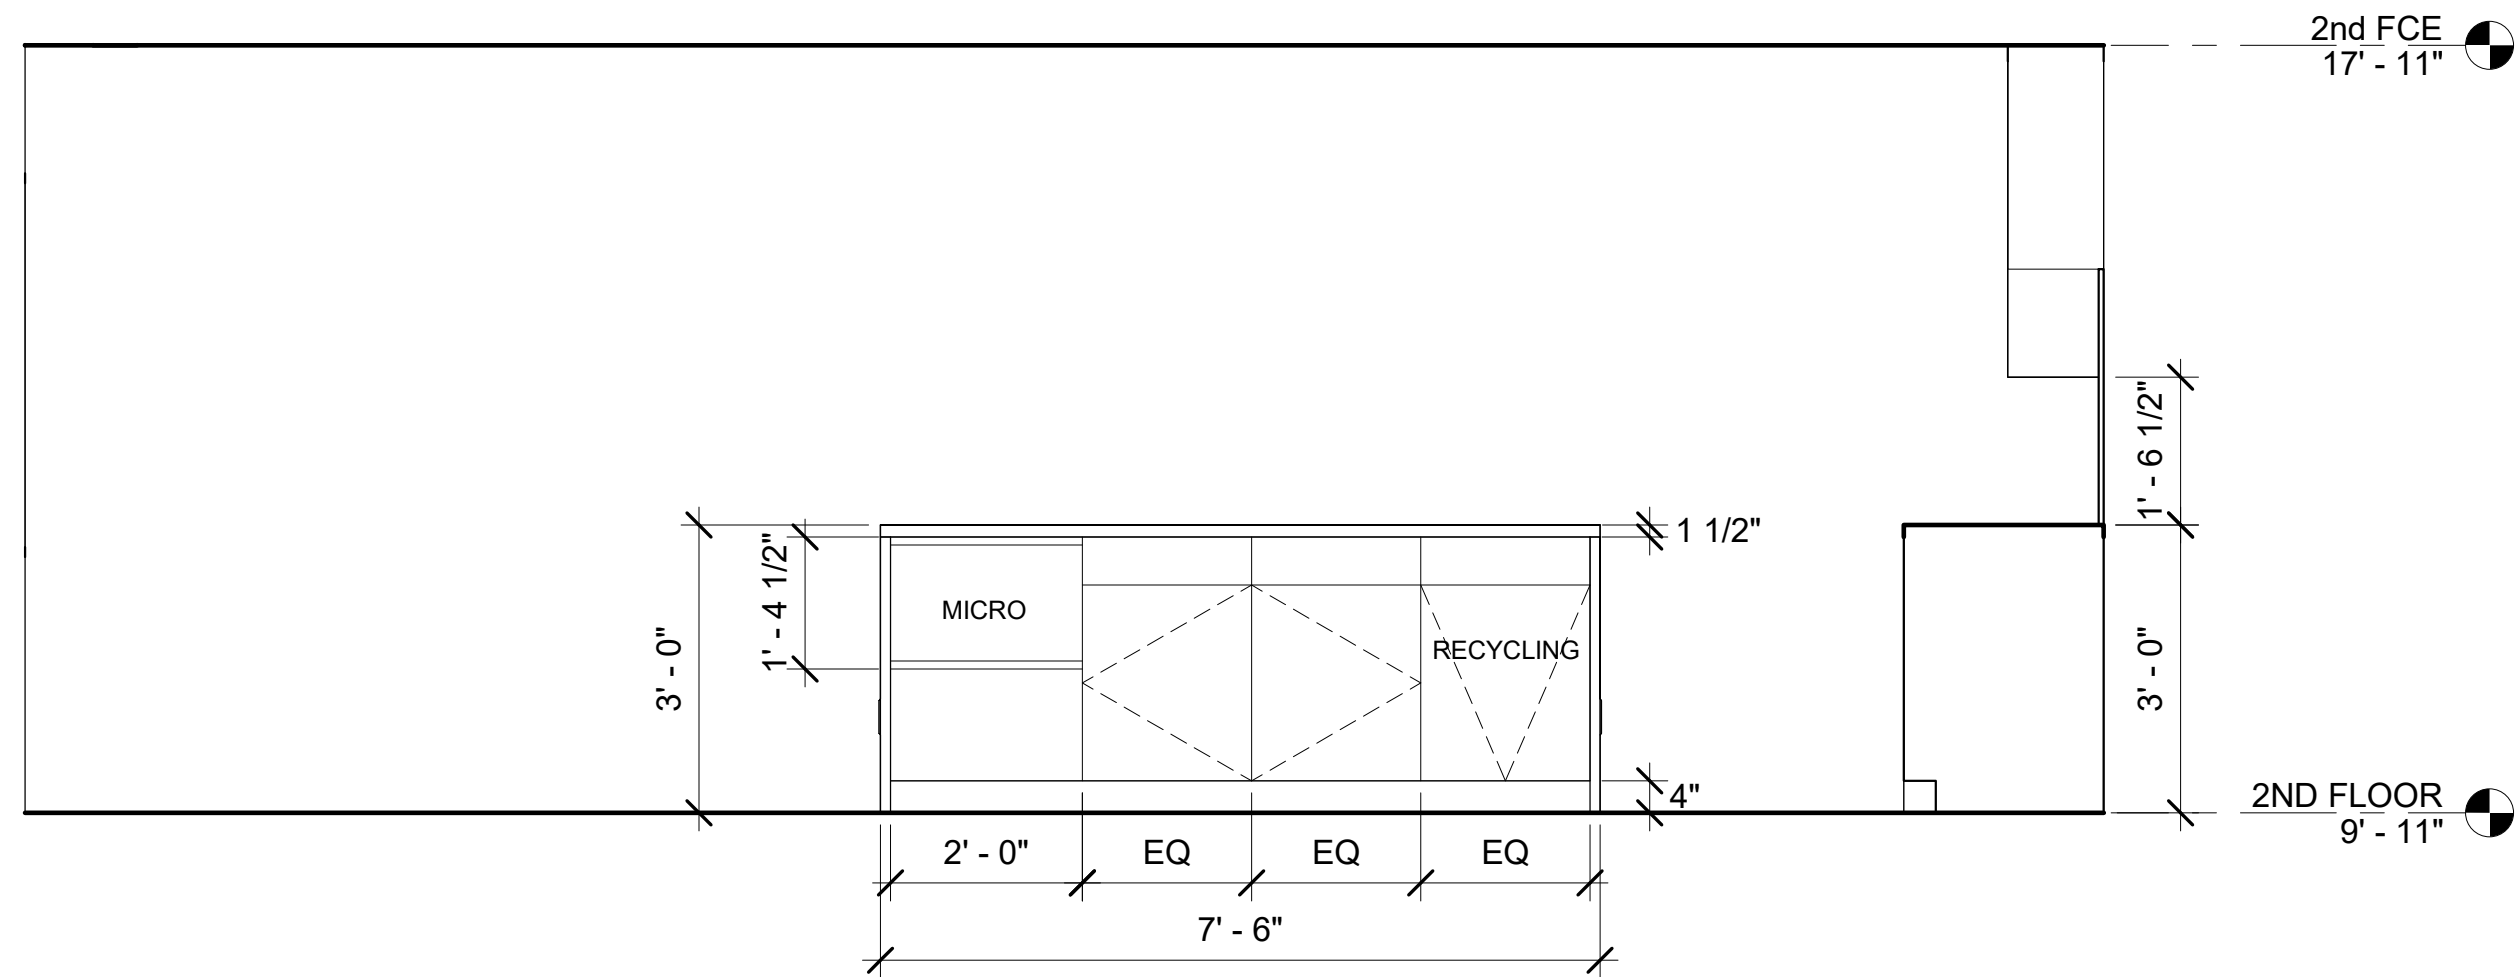 2nd FCE
17' - 11"
1' - 6 1/2"
1 1/2"
1' - 4 1/2"
MICRO
RECYCLING
3' - 0"
3' - 0"
4"
2ND FLOOR
9' - 11"
2' - 0" EQ EQ EQ
7' - 6"